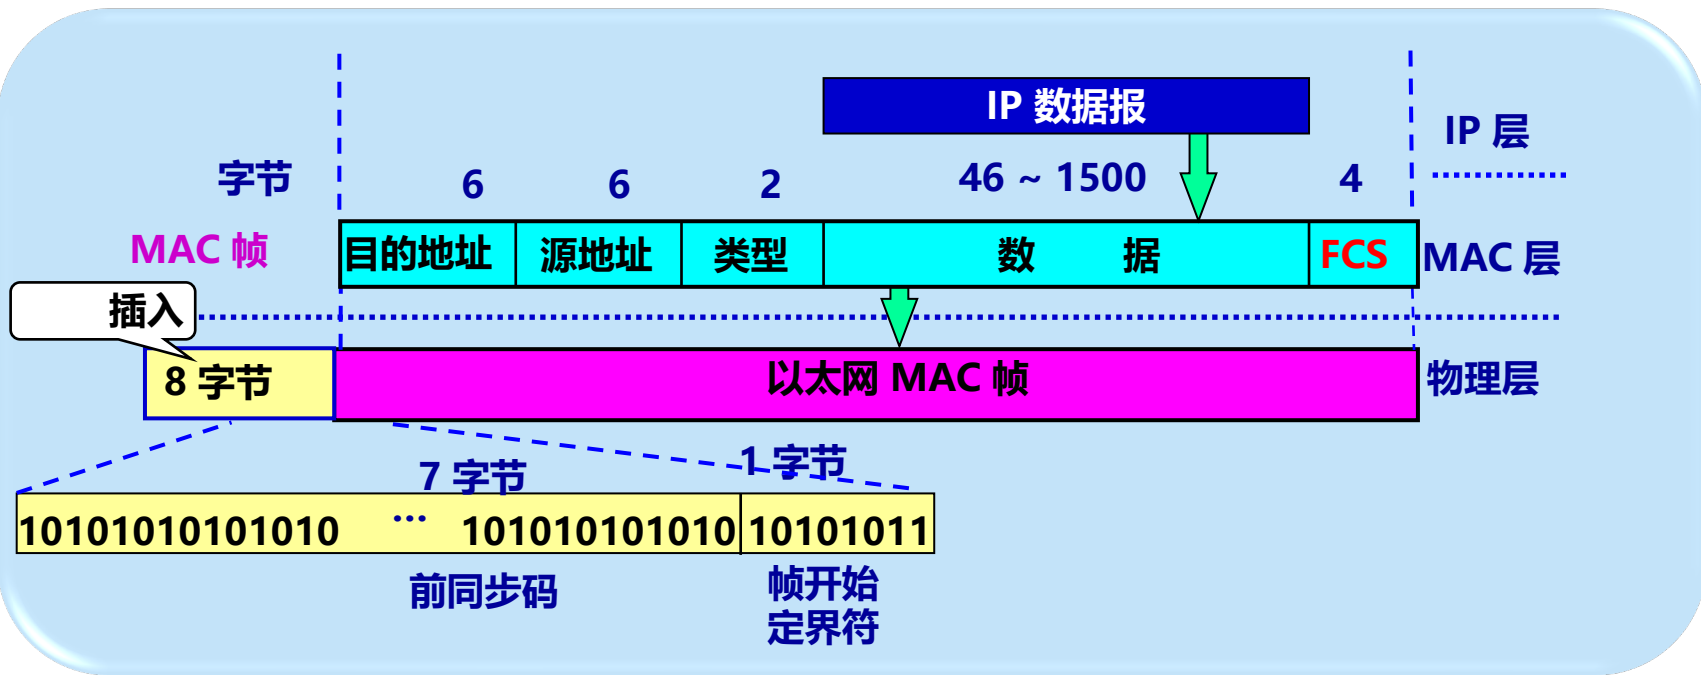 IP 数据报
IP 层
字节
6
6
2
46 ~ 1500
4
MAC 帧
目的地址
源地址
类型
数 据
FCS
MAC 层
插入
8 字节
以太网 MAC 帧
物理层
7 字节
1 字节
10101010101010 ... 101010101010
10101011
前同步码
帧开始
定界符